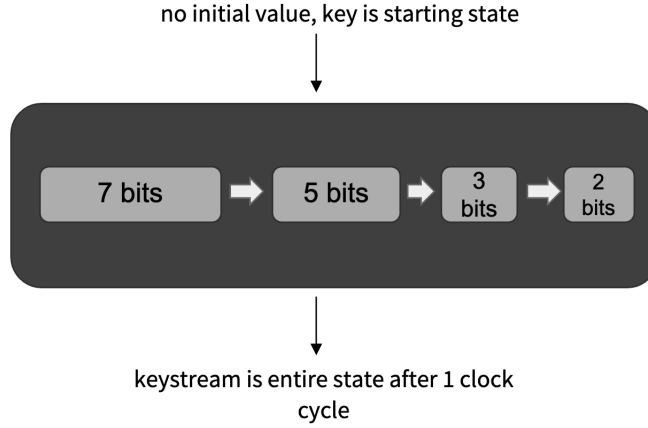 no initial value, key is starting state
7 bits
5 bits
3
bits
2
bits
keystream is entire state after 1 clock
cycle